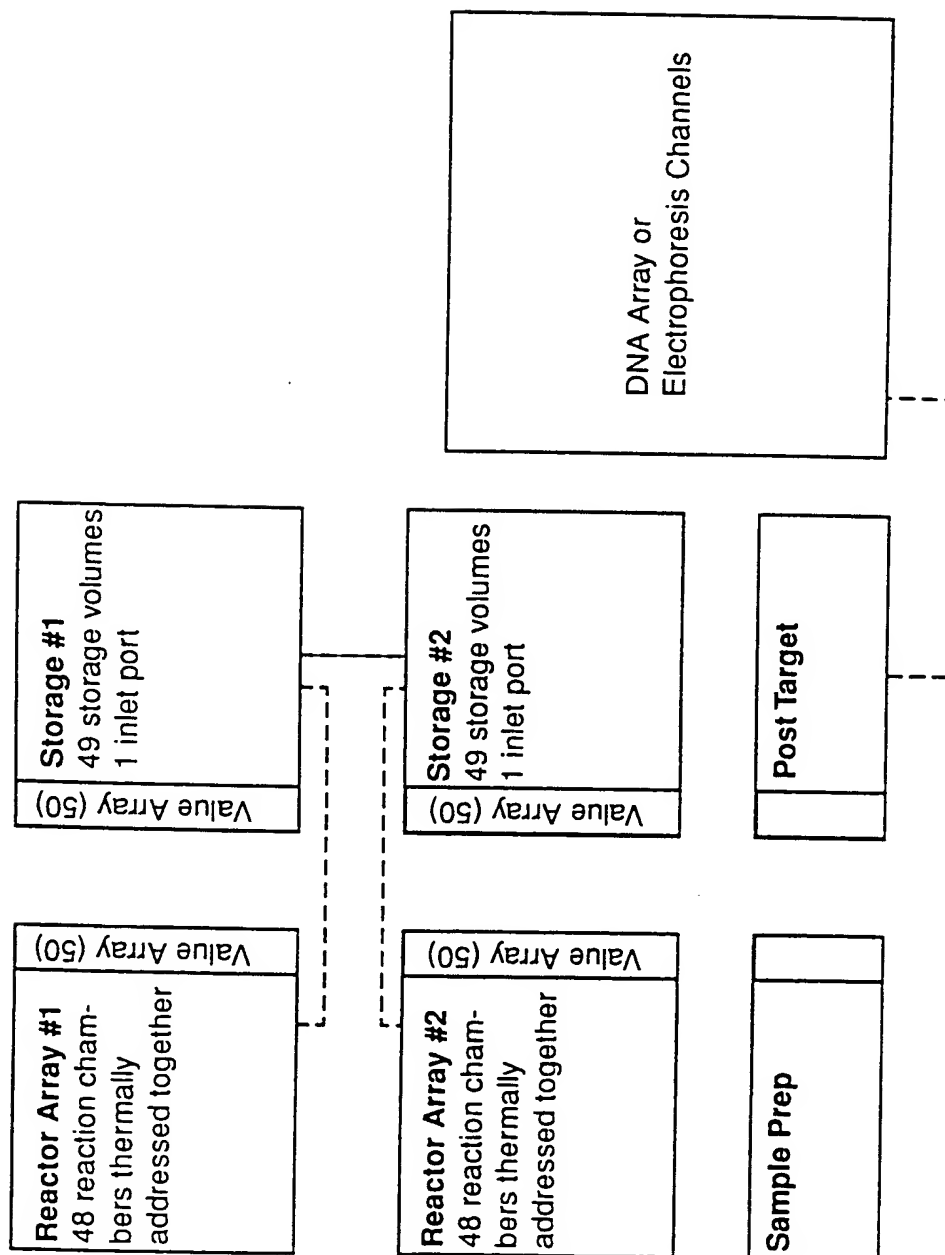 Reactor Array #1
48 reaction cham-
bers thermally
addressed together
Value Array (50)
Value Array (50)
Storage #1
49 storage volumes
1 inlet port
Reactor Array #2
48 reaction cham-
bers thermally
addressed together
Value Array (50)
Value Array (50)
Storage #2
49 storage volumes
1 inlet port
Sample Prep
Post Target
DNA Array or
Electrophoresis Channels